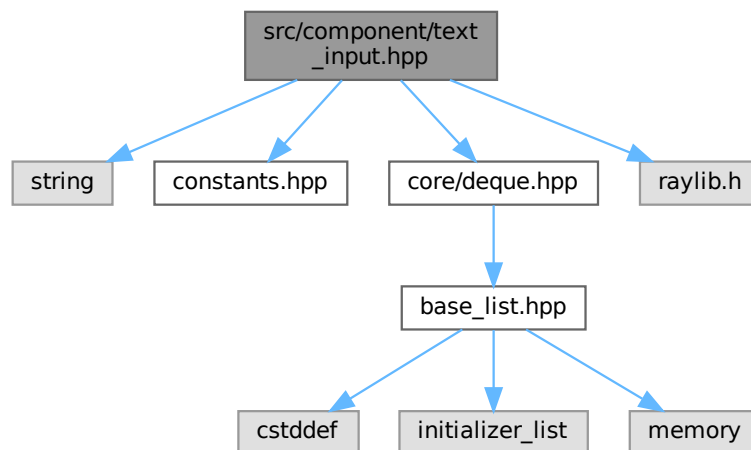 src/component/text
_input.hpp
string
constants.hpp
core/deque.hpp
raylib.h
base_list.hpp
cstddef
initializer_list
memory